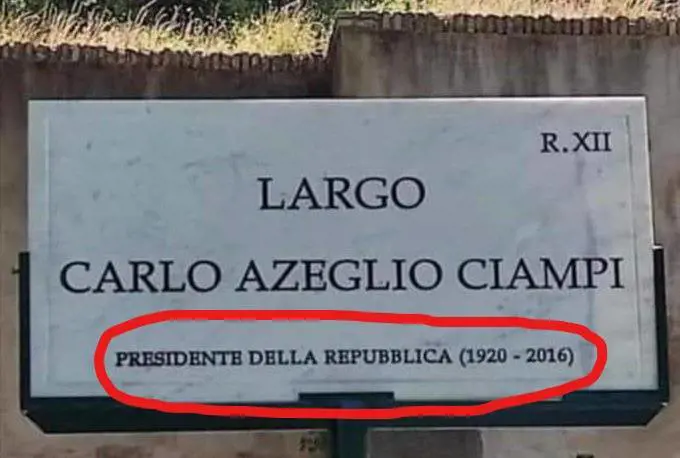 R.XII
LARGO
CARLO AZEGLIO CIAMPI
PRESIDENTE DELLA REPUBBLICA (1920 - 2016)